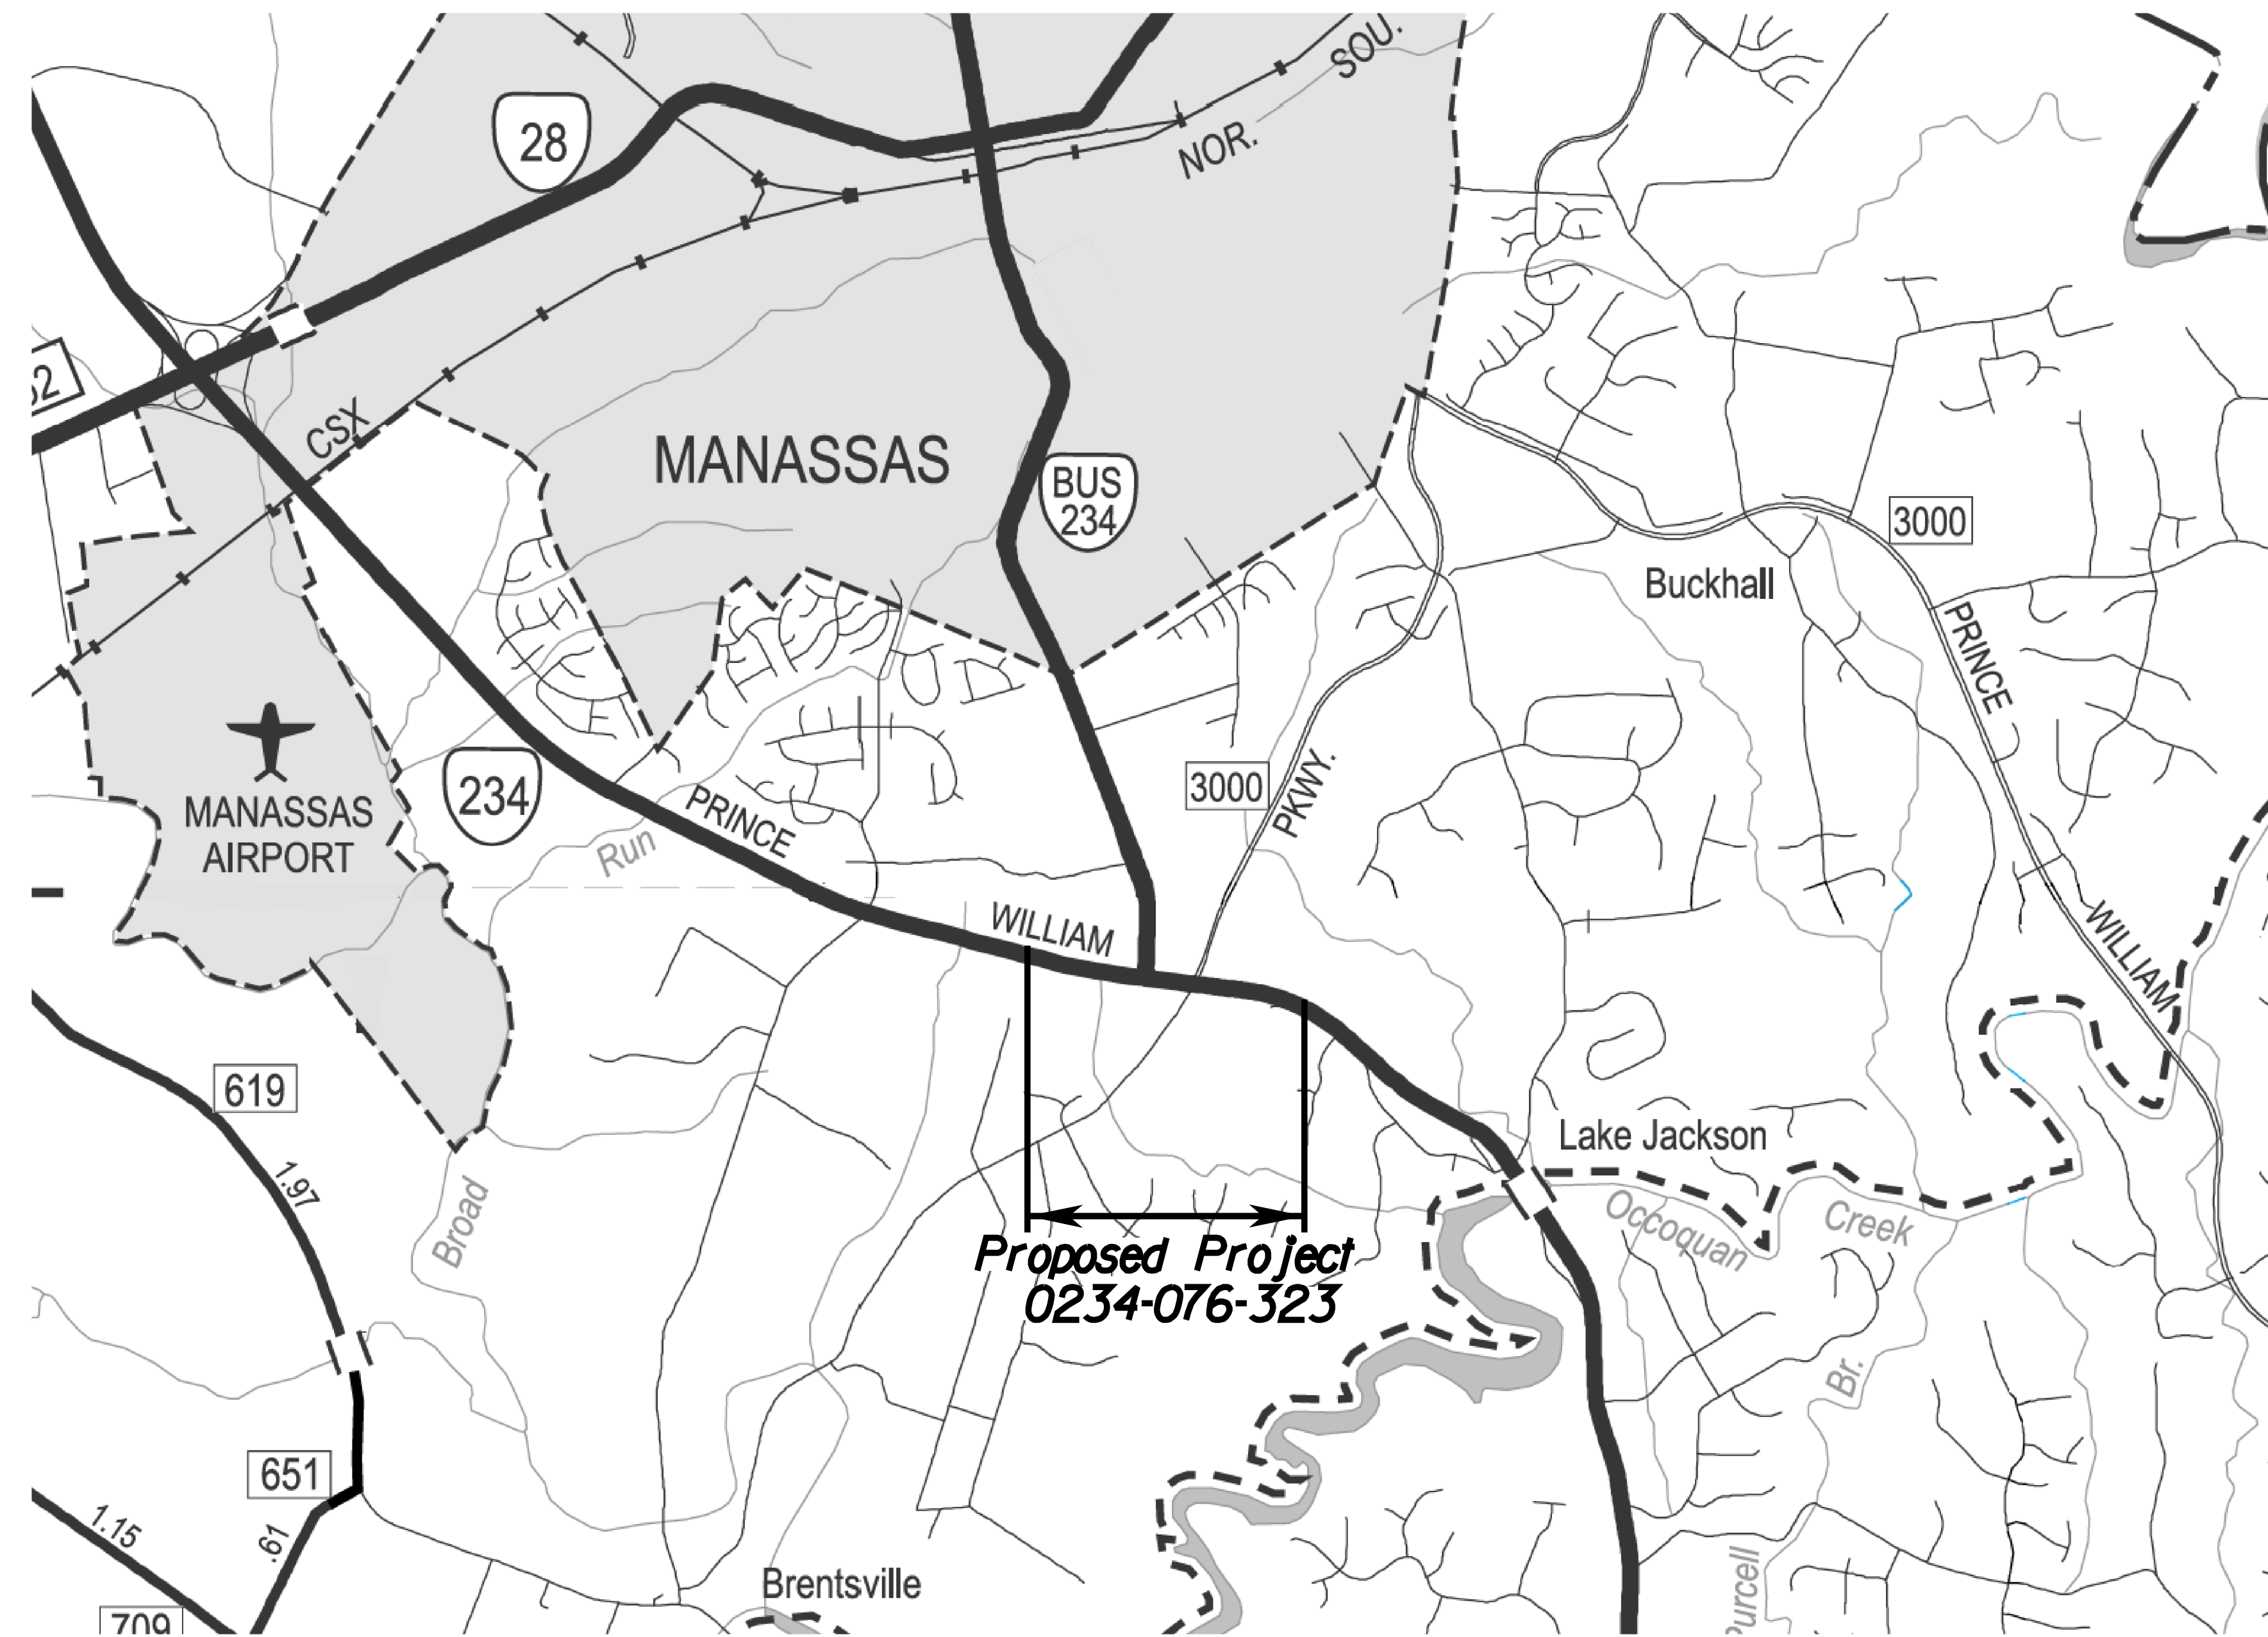 SOU.
NOR.
28
CSX
MANASSAS
BUS
234
3000
Buckhall
PRINCE
MANASSAS
AIRPORT
234
PRINCE
Run
3000
PKWY.
WILLIAM
WILLIAM
619
1.97
Broad
Lake Jackson
Occoquan
Creek
Proposed Project
0234-076-323
Br.
651
1.15
.61
Brentsville
Purcell
709